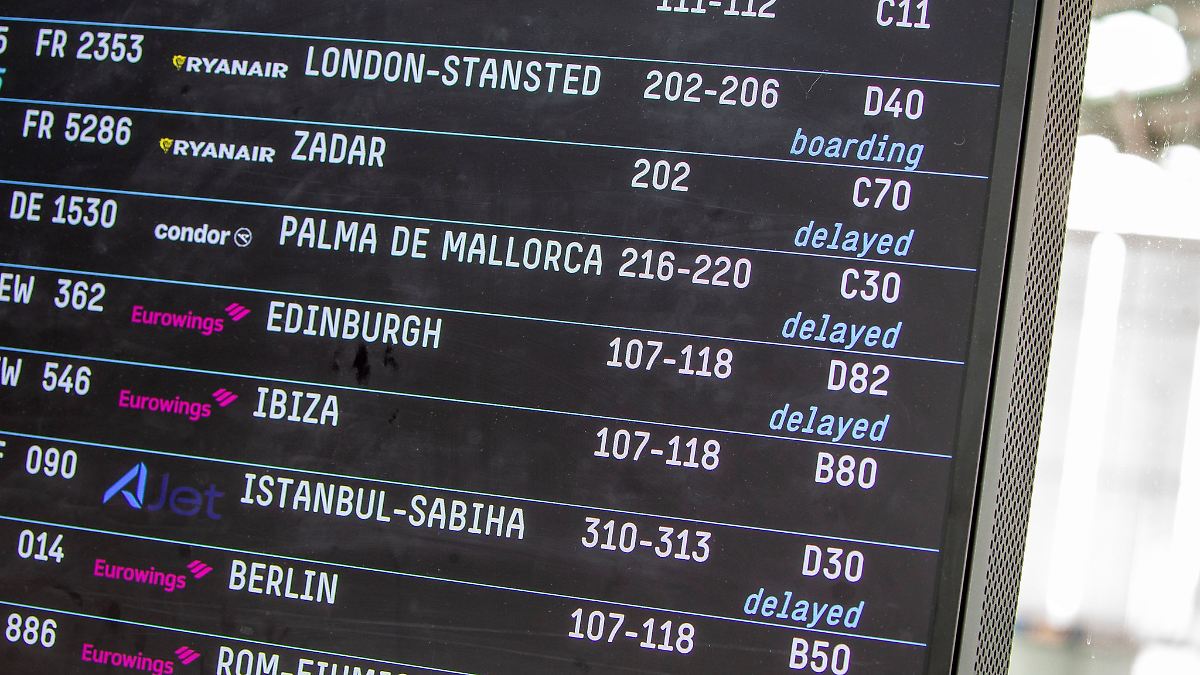 111-112 C11
FR 2353 RYANAIR LONDON-STANSTED 202-206 D40
boarding
FR 5286 RYANAIR ZADAR 202 C70
delayed
DE 1530 condor PALMA DE MALLORCA 216-220 C30
delayed
EW 362 Eurowings EDINBURGH 107-118 D82
delayed
W 546 Eurowings IBIZA 107-118 B80
090 AJet ISTANBUL-SABIHA 310-313 D30
delayed
014 Eurowings BERLIN 107-118 B50
886 Eurowings ROM-FIUMIC